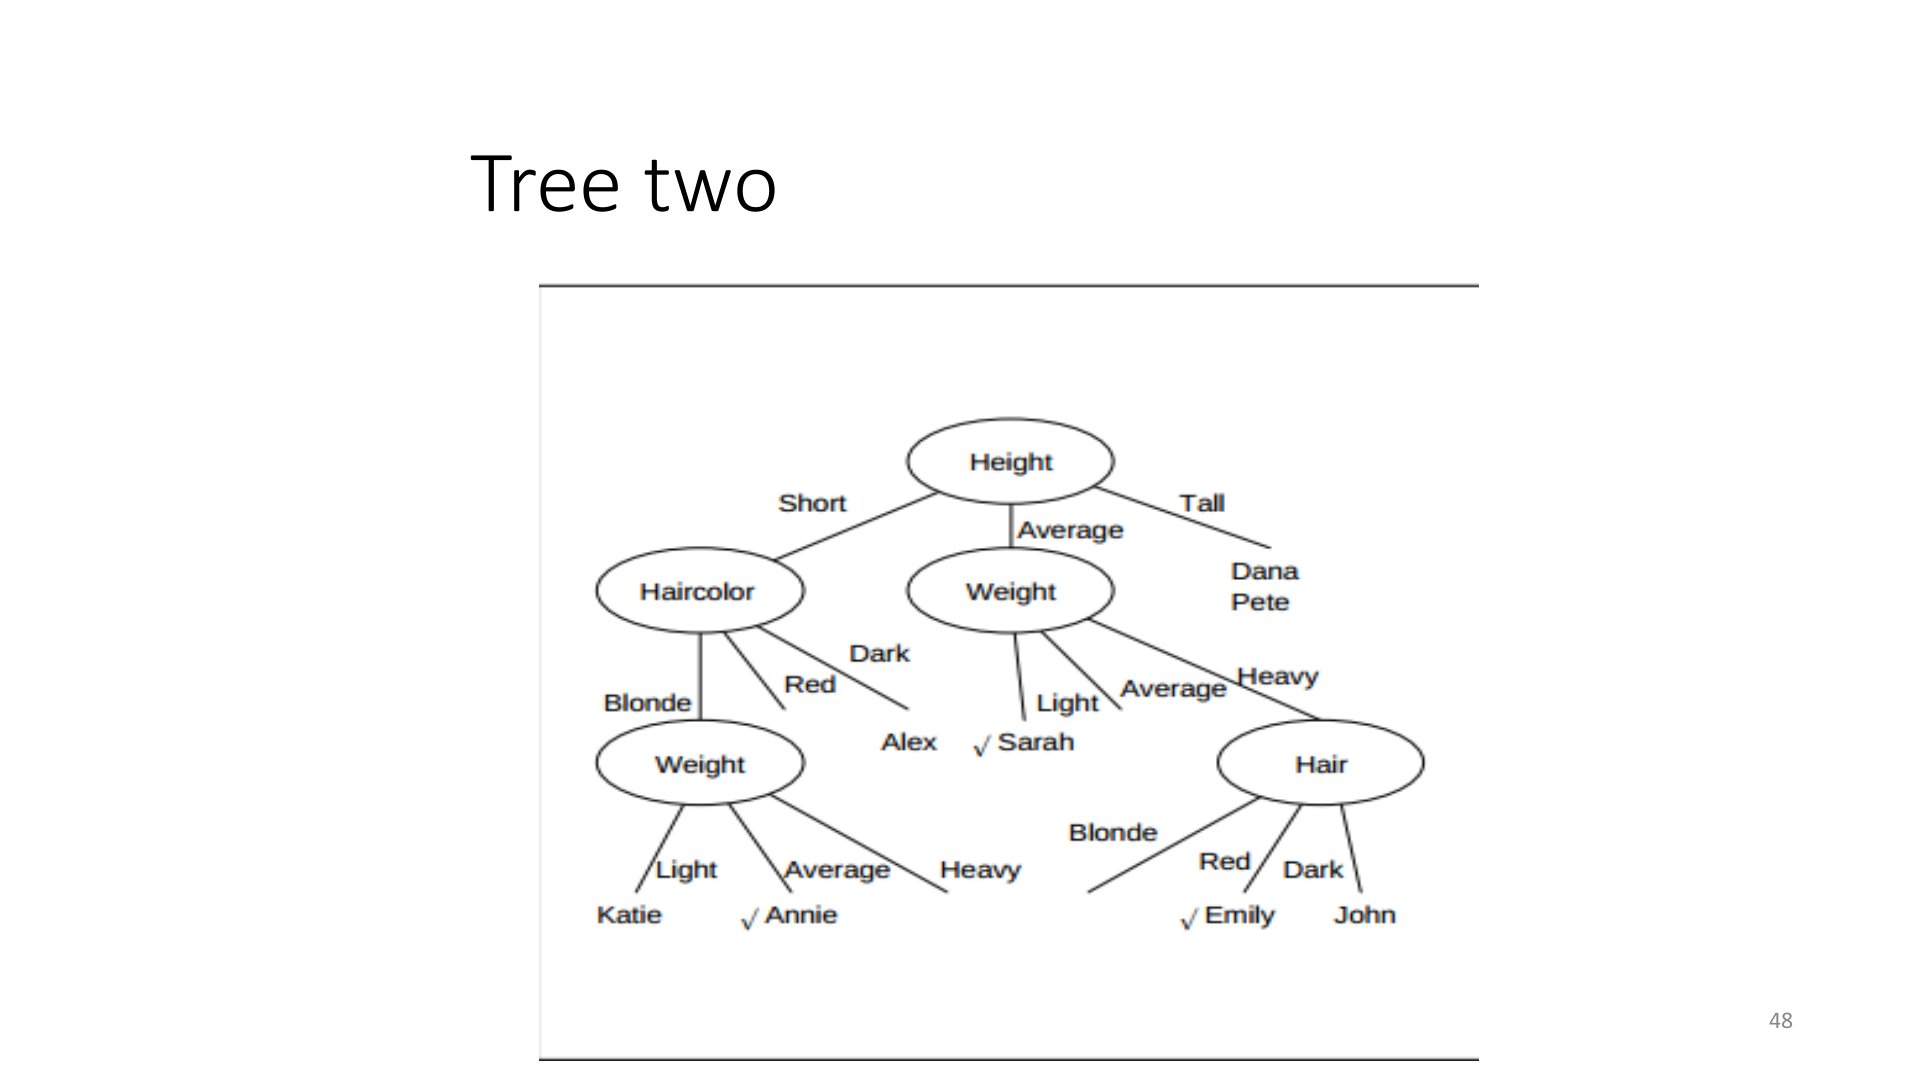 Tree two
Height
Short
Tall
Average
Dana
Pete
Haircolor
Weight
Dark
Red
Blonde
Heavy
Average
Light
Alex
√ Sarah
Weight
Hair
Blonde
Red
Dark
Light
Average
Heavy
Katie
√ Annie
√ Emily
John
48